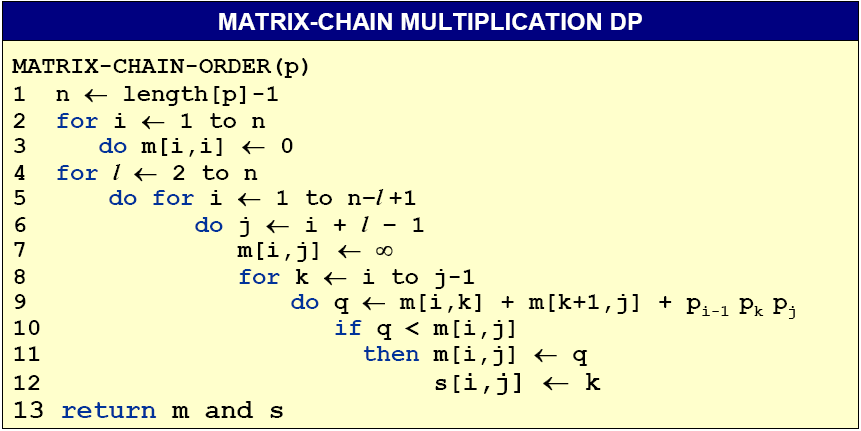 MATRIX-CHAIN MULTIPLICATION DP
MATRIX-CHAIN-ORDER(p)
1 n ← length[p]-1
2 for i ← 1 to n
3 do m[i,i] ← 0
4 for l ← 2 to n
5 do for i ← 1 to n-l+1
6 do j ← i + l - 1
7 m[i,j] ← ∞
8 for k ← i to j-1
9 do q ← m[i,k] + m[k+1,j] + p_{i-1} p_k p_j
10 if q < m[i,j]
11 then m[i,j] ← q
12 s[i,j] ← k
13 return m and s